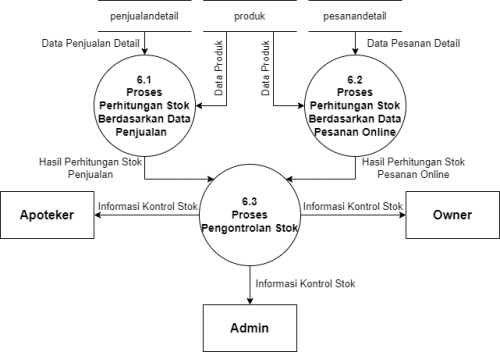 penjualandetail
produk
pesanandetail
Data Penjualan Detail
Data Produk
Data Produk
Data Pesanan Detail
6.1
Proses
Perhitungan Stok
Berdasarkan Data
Penjualan
6.2
Proses
Perhitungan Stok
Berdasarkan Data
Pesanan Online
Hasil Perhitungan Stok
Penjualan
Hasil Perhitungan Stok
Pesanan Online
6.3
Proses
Pengontrolan Stok
Apoteker
Informasi Kontrol Stok
Informasi Kontrol Stok
Owner
Informasi Kontrol Stok
Admin